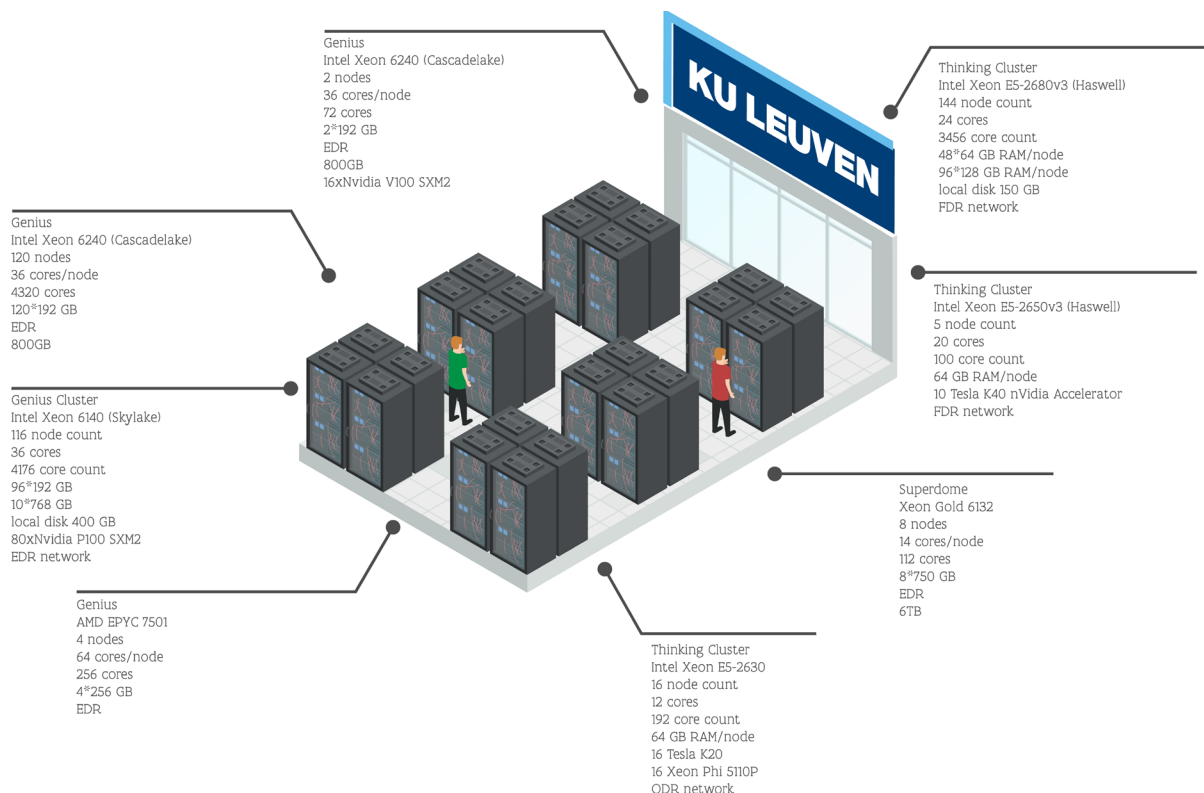 Genius
Intel Xeon 6240 (Cascadelake)
2 nodes
36 cores/node
72 cores
2*192 GB
EDR
800GB
16xNvidia V100 SXM2
KU LEUVEN
Thinking Cluster
Intel Xeon E5-2680v3 (Haswell)
144 node count
24 cores
3456 core count
48*64 GB RAM/node
96*128 GB RAM/node
local disk 150 GB
FDR network
Genius
Intel Xeon 6240 (Cascadelake)
120 nodes
36 cores/node
4320 cores
120*192 GB
EDR
800GB
Thinking Cluster
Intel Xeon E5-2650v3 (Haswell)
5 node count
20 cores
100 core count
64 GB RAM/node
10 Tesla K40 nVidia Accelerator
FDR network
Genius Cluster
Intel Xeon 6140 (Skylake)
116 node count
36 cores
4176 core count
96*192 GB
10*768 GB
local disk 400 GB
80xNvidia P100 SXM2
EDR network
Superdome
Xeon Gold 6132
8 nodes
14 cores/node
112 cores
8*750 GB
EDR
6TB
Genius
AMD EPYC 7501
4 nodes
64 cores/node
256 cores
4*256 GB
EDR
Thinking Cluster
Intel Xeon E5-2630
16 node count
12 cores
192 core count
64 GB RAM/node
16 Tesla K20
16 Xeon Phi 5110P
QDR network